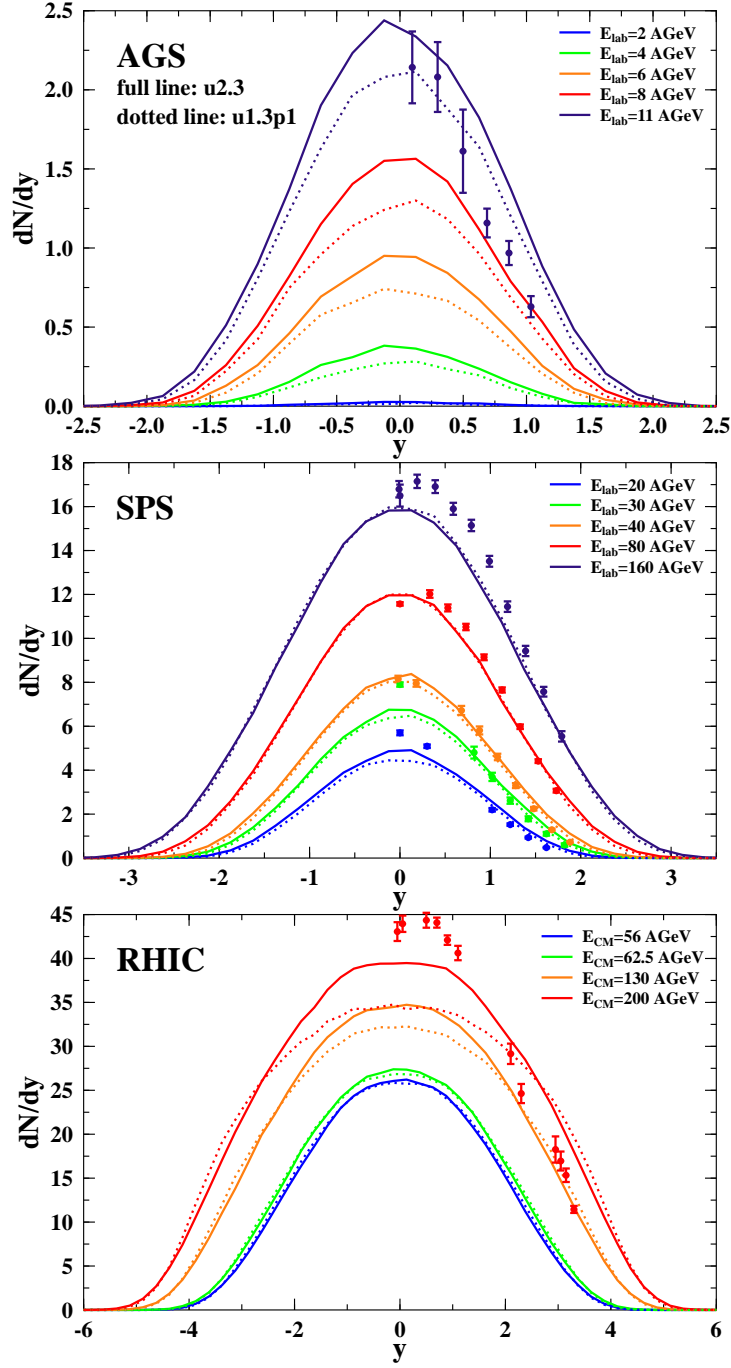 AGS
full line: u2.3
dotted line: u1.3p1
E_lab=2 AGeV
E_lab=4 AGeV
E_lab=6 AGeV
E_lab=8 AGeV
E_lab=11 AGeV
dN/dy
2.5
2.0
1.5
1.0
0.5
0.0
-2.5 -2.0 -1.5 -1.0 -0.5 0.0 0.5 1.0 1.5 2.0 2.5
y
SPS
E_lab=20 AGeV
E_lab=30 AGeV
E_lab=40 AGeV
E_lab=80 AGeV
E_lab=160 AGeV
dN/dy
18
16
14
12
10
8
6
4
2
0
-3 -2 -1 0 1 2 3
y
RHIC
E_CM=56 AGeV
E_CM=62.5 AGeV
E_CM=130 AGeV
E_CM=200 AGeV
dN/dy
45
40
35
30
25
20
15
10
5
0
-6 -4 -2 0 2 4 6
y